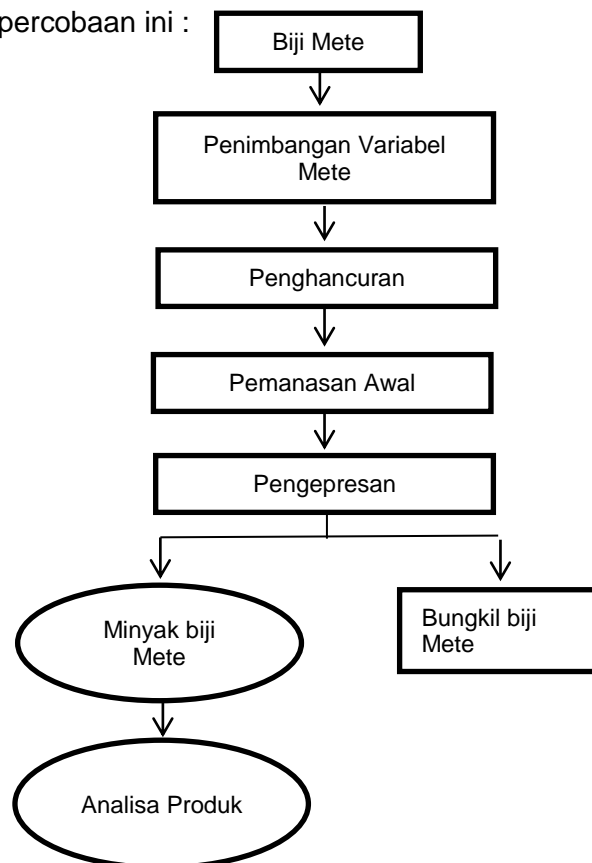 percobaan ini :
Biji Mete
Penimbangan Variabel
Mete
Penghancuran
Pemanasan Awal
Pengepresan
Minyak biji
Mete
Bungkil biji
Mete
Analisa Produk